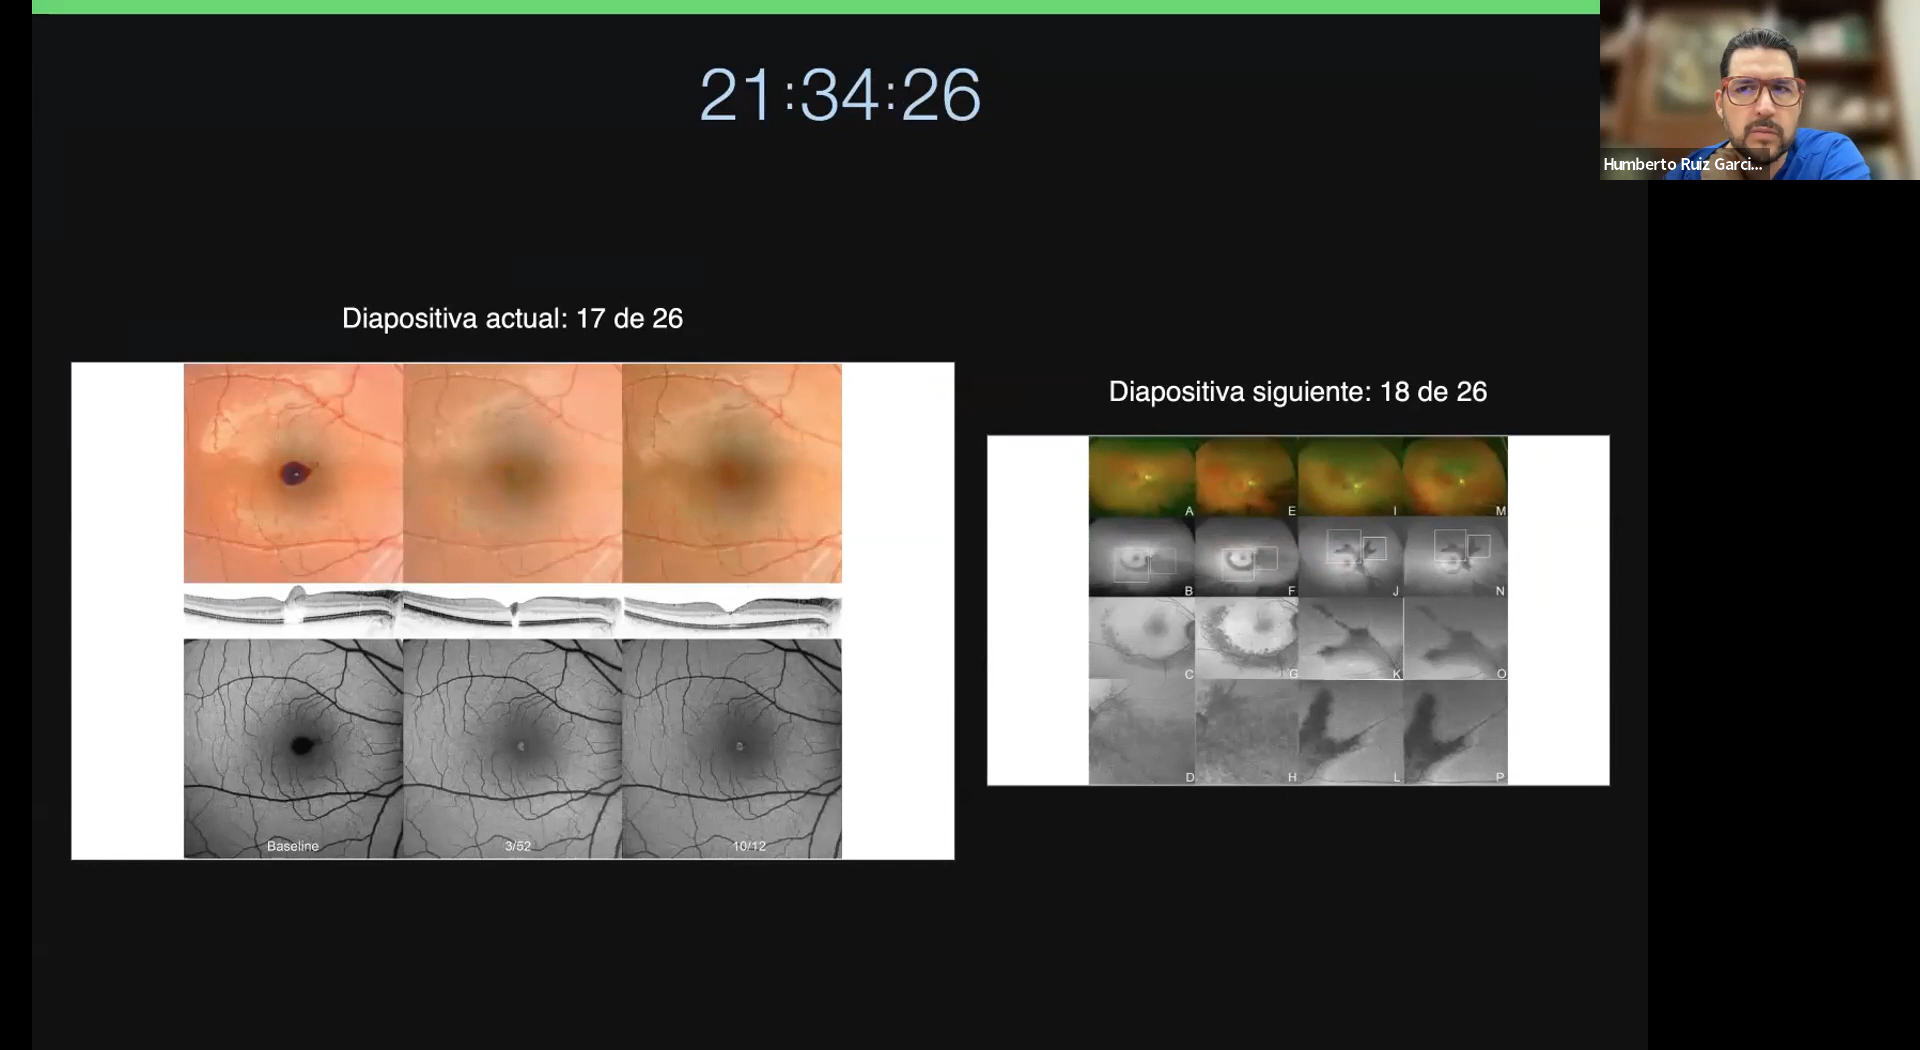 21:34:26
Humberto Ruiz Garci...
Diapositiva actual: 17 de 26
Diapositiva siguiente: 18 de 26
A E I M
B F J N
C G K O
D H L P
Baseline 3/52 10/12